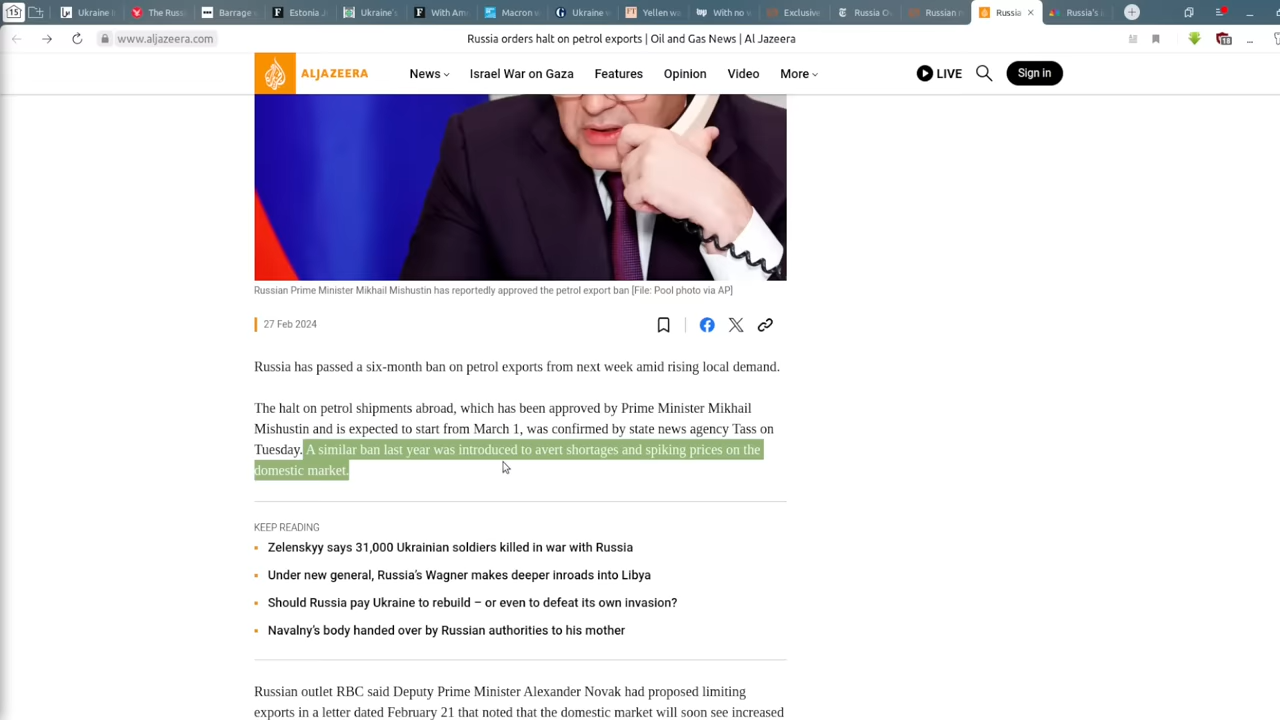 15 Ukraine i The Russ Barrage Estonia J Ukraine's With Am Macron v Ukraine Yellen w With no v Exclusive Russia O Russian r Russia × Russia's i
www.aljazeera.com Russia orders halt on petrol exports | Oil and Gas News | Al Jazeera 18
ALJAZEERA News Israel War on Gaza Features Opinion Video More LIVE Sign in
Russian Prime Minister Mikhail Mishustin has reportedly approved the petrol export ban [File: Pool photo via AP]
27 Feb 2024
Russia has passed a six-month ban on petrol exports from next week amid rising local demand.
The halt on petrol shipments abroad, which has been approved by Prime Minister Mikhail
Mishustin and is expected to start from March 1, was confirmed by state news agency Tass on
Tuesday. A similar ban last year was introduced to avert shortages and spiking prices on the
domestic market.
KEEP READING
Zelenskyy says 31,000 Ukrainian soldiers killed in war with Russia
Under new general, Russia's Wagner makes deeper inroads into Libya
Should Russia pay Ukraine to rebuild – or even to defeat its own invasion?
Navalny's body handed over by Russian authorities to his mother
Russian outlet RBC said Deputy Prime Minister Alexander Novak had proposed limiting
exports in a letter dated February 21 that noted that the domestic market will soon see increased